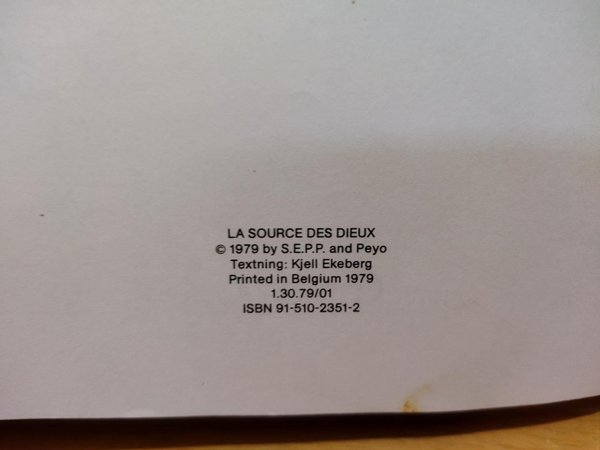 LA SOURCE DES DIEUX
© 1979 by S.E.P.P. and Peyo
Textning: Kjell Ekeberg
Printed in Belgium 1979
1.30.79/01
ISBN 91-510-2351-2